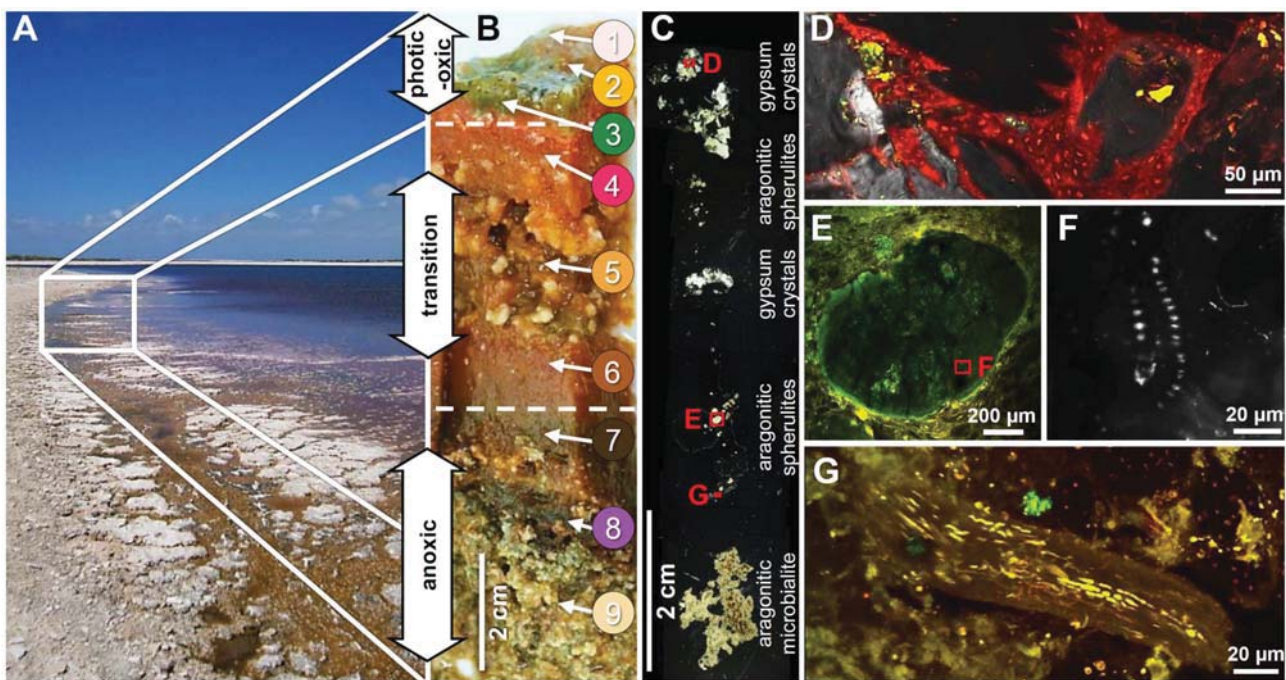 A
photic
-oxic
transition
anoxic
B
1
2
3
4
5
6
7
8
9
2 cm
C
D
E
G
gypsum
crystals
aragonitic
spherulites
gypsum
crystals
aragonitic
spherulites
aragonitic
microbialite
2 cm
D
50 µm
E
F
200 µm
F
20 µm
G
20 µm